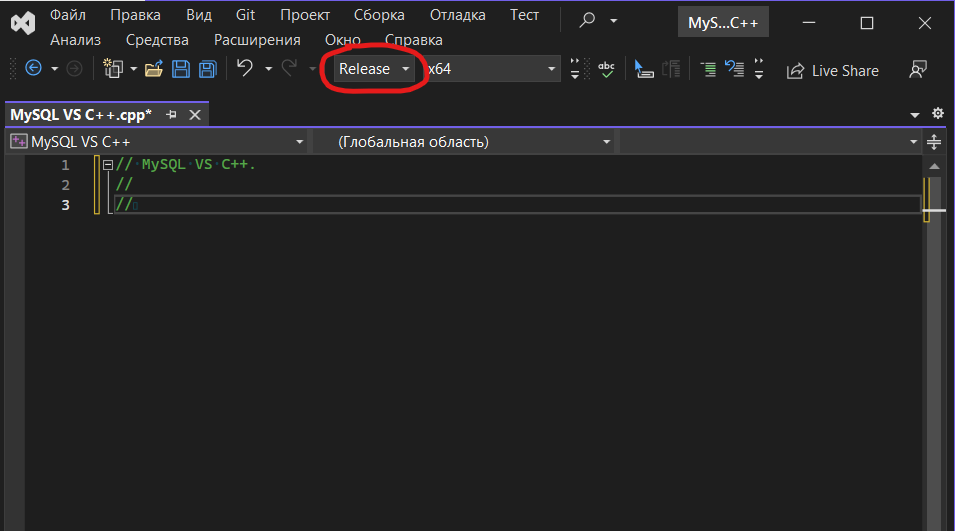 Файл Правка Вид Git Проект Сборка Отладка Тест
MyS...C++
Анализ Средства Расширения Окно Справка
Release x64 abc Live Share
MySQL VS C++.cpp*
MySQL VS C++ (Глобальная область)
1 // MySQL VS C++.
2 //
3 //